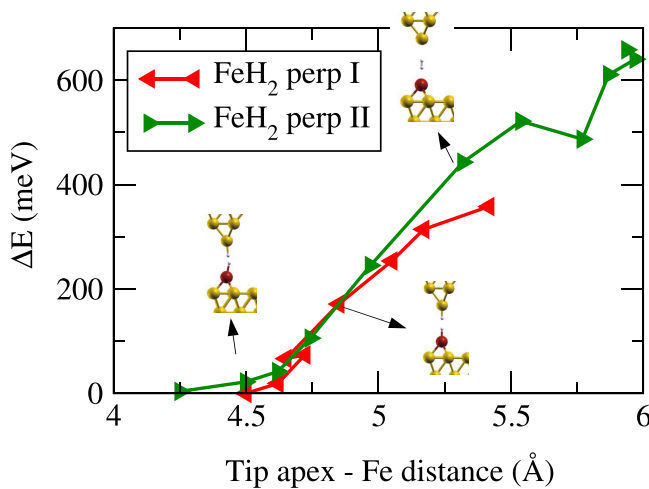 FeH2 perp I
FeH2 perp II
ΔE (meV)
600
400
200
0
4
4.5
5
5.5
6
Tip apex - Fe distance (Å)